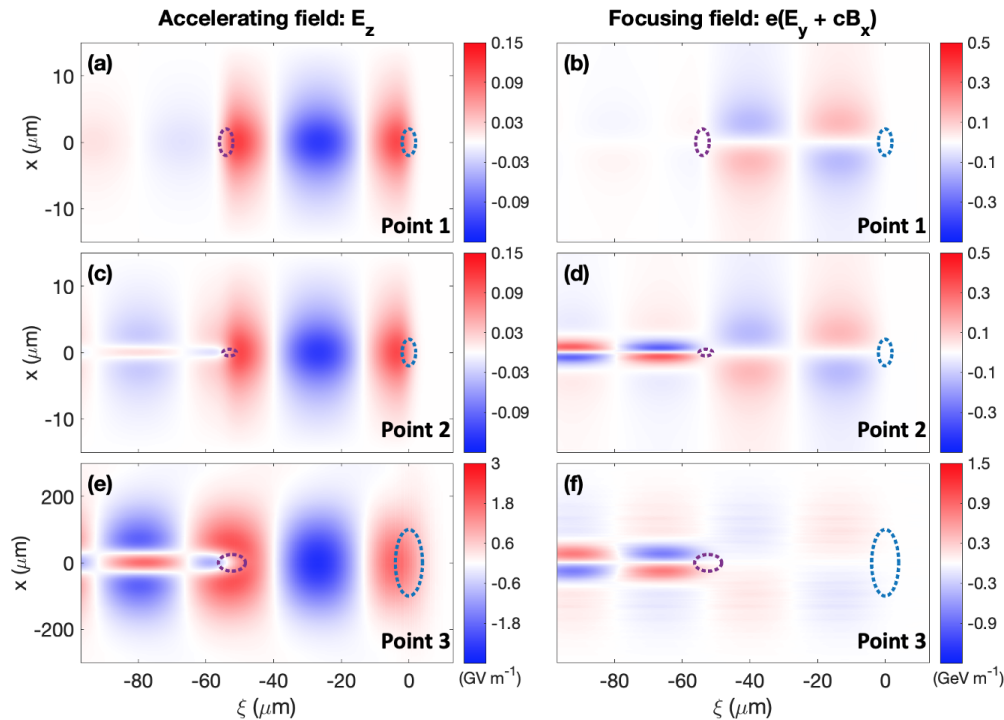 Accelerating field: E_z
Focusing field: e(E_y + cB_x)
(a)
10
0
-10
x (μm)
Point 1
0.15
0.09
0.03
-0.03
-0.09
(b)
Point 1
0.5
0.3
0.1
-0.1
-0.3
(c)
10
0
-10
x (μm)
Point 2
0.15
0.09
0.03
-0.03
-0.09
(d)
Point 2
0.5
0.3
0.1
-0.1
-0.3
(e)
200
0
-200
x (μm)
Point 3
3
1.8
0.6
-0.6
-1.8
(GV m⁻¹)
-80 -60 -40 -20 0
ξ (μm)
(f)
Point 3
1.5
0.9
0.3
-0.3
-0.9
(GeV m⁻¹)
-80 -60 -40 -20 0
ξ (μm)